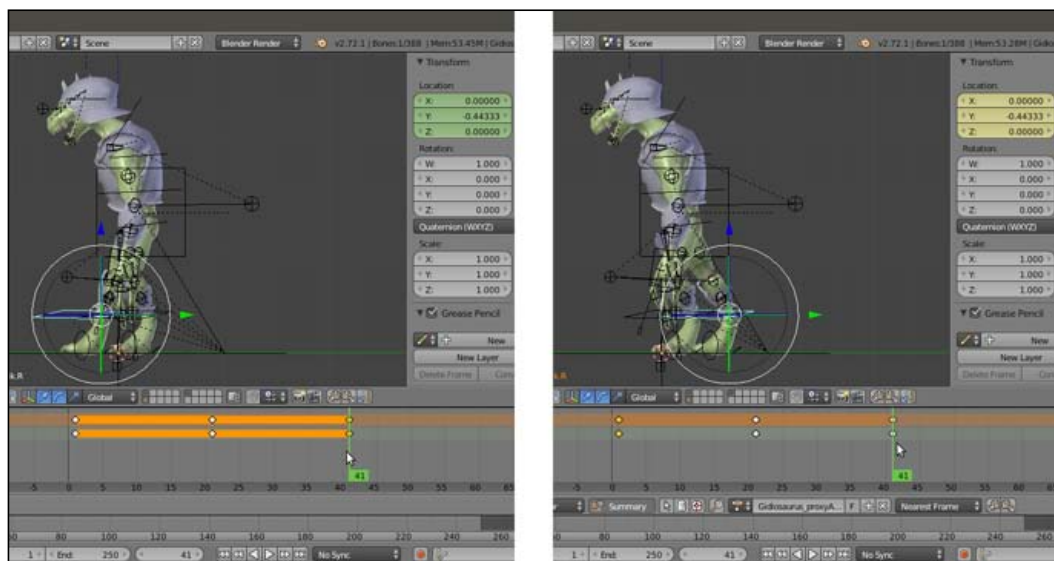 Scene Blender Render v2.72.1 | Bones:1/388 | Mem:53.45M | Gidios
Transform
Location:
X: 0.00000
Y: -0.44333
Z: 0.00000
Rotation:
W: 1.000
X: 0.000
Y: 0.000
Z: 0.000
Quaternion (WXYZ)
Scale:
X: 1.000
Y: 1.000
Z: 1.000
Grease Pencil
New
New Layer
Delete Frame
Global
41
-5 0 5 10 15 20 25 30 35 40 45 50 55 60 65
80 100 120 140 160 180 200 220 240 260
1 End: 250 41 No Sync
Scene Blender Render v2.72.1 | Bones:1/388 | Mem:53.28M | Gidios
Transform
Location:
X: 0.00000
Y: -0.44333
Z: 0.00000
Rotation:
W: 1.000
X: 0.000
Y: 0.000
Z: 0.000
Quaternion (WXYZ)
Scale:
X: 1.000
Y: 1.000
Z: 1.000
Grease Pencil
New
New Layer
Delete Frame
Global
41
-5 0 5 10 15 20 25 30 35 40 45 50 55 60 65
Summary Gidiosaurus_proxyA... F Nearest Frame
80 100 120 140 160 180 200 220 240 260
1 End: 250 41 No Sync